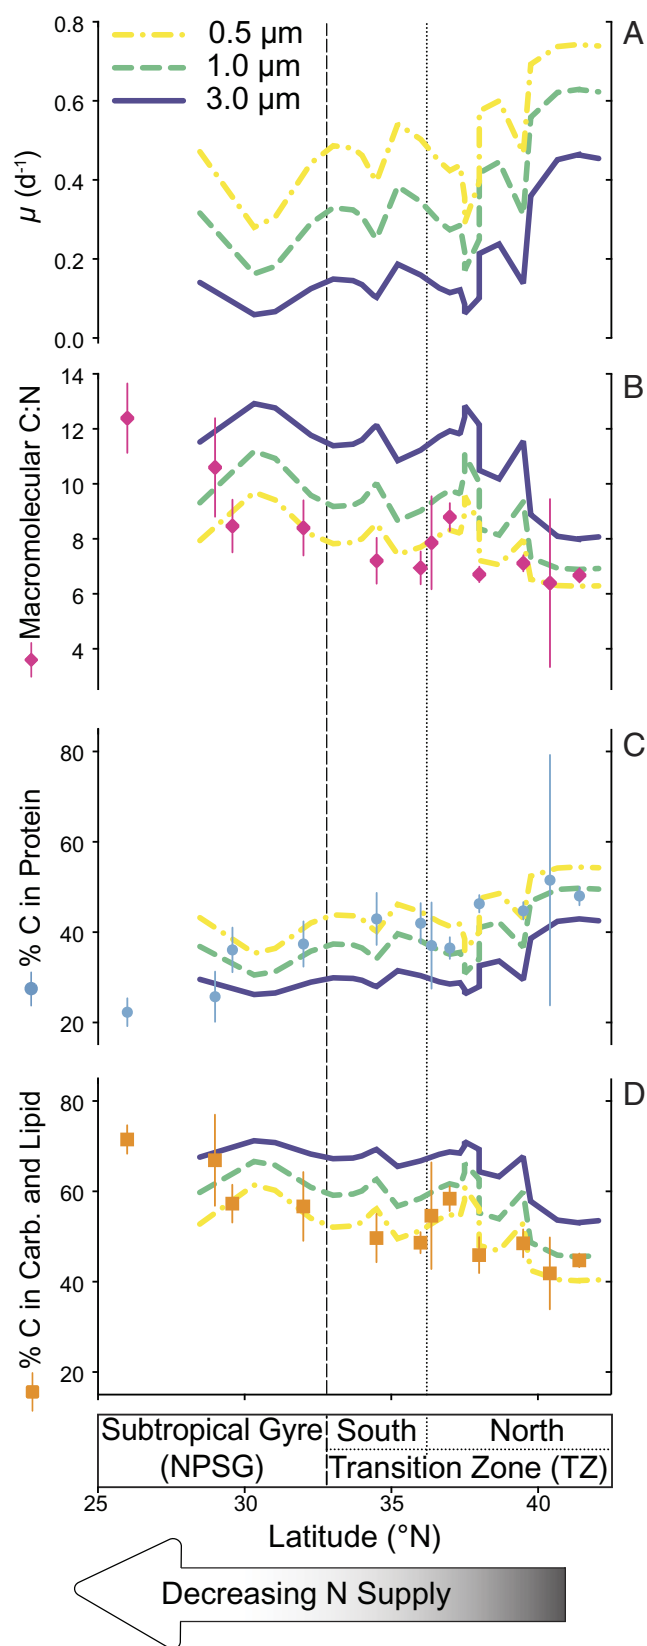 A
0.5 µm
1.0 µm
3.0 µm
0.8
0.6
0.4
0.2
0.0
µ (d-1)
B
14
12
10
8
6
4
Macromolecular C:N
C
80
60
40
20
% C in Protein
D
80
60
40
20
% C in Carb. and Lipid
Subtropical Gyre
(NPSG)
South
North
Transition Zone (TZ)
25
30
35
40
Latitude (°N)
Decreasing N Supply